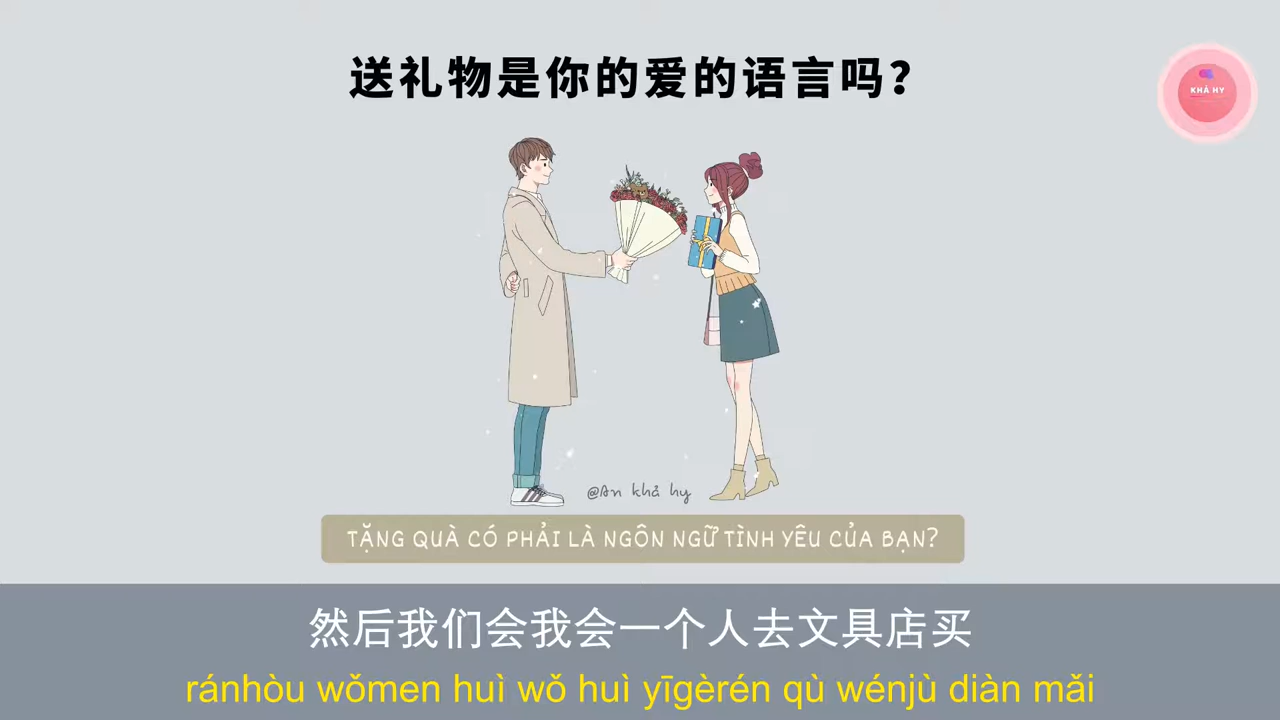 送礼物是你的爱的语言吗？
KHẢ HY
@An khả hy
TẶNG QUÀ CÓ PHẢI LÀ NGÔN NGỮ TÌNH YÊU CỦA BẠN?
然后我们会我会一个人去文具店买
ránhòu wǒmen huì wǒ huì yīgèrén qù wénjù diàn mǎi